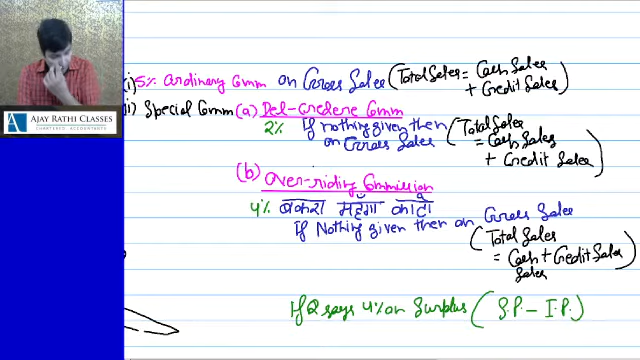 (i) 5% Ordinary Comm on Gross Sales (Total Sales = Cash Sales + Credit Sales)
(ii) Special Comm (a) Del-Credere Comm
2% If nothing given then on Gross Sales (Total Sales = Cash Sales + Credit Sales)
(b) Over-riding Commission
4% बकरा महँगा काटो
If Nothing given then on Gross Sales
(Total Sales = Cash Sales + Credit Sales)
If Q says 4% on Surplus (S.P. - I.P.)
AJAY RATHI CLASSES
CHARTERED ACCOUNTANTS